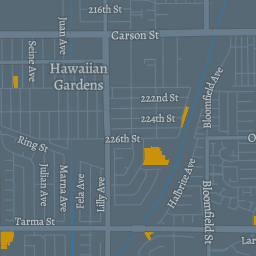 216th St
Juan Ave
Carson St
Seine Ave
Hawaiian
Gardens
Bloomfield Ave
222nd St
224th St
226th St
Ring St
Julian Ave
Marna Ave
Fela Ave
Lilly Ave
Halbrite Ave
Bloomfield St
Tarma St